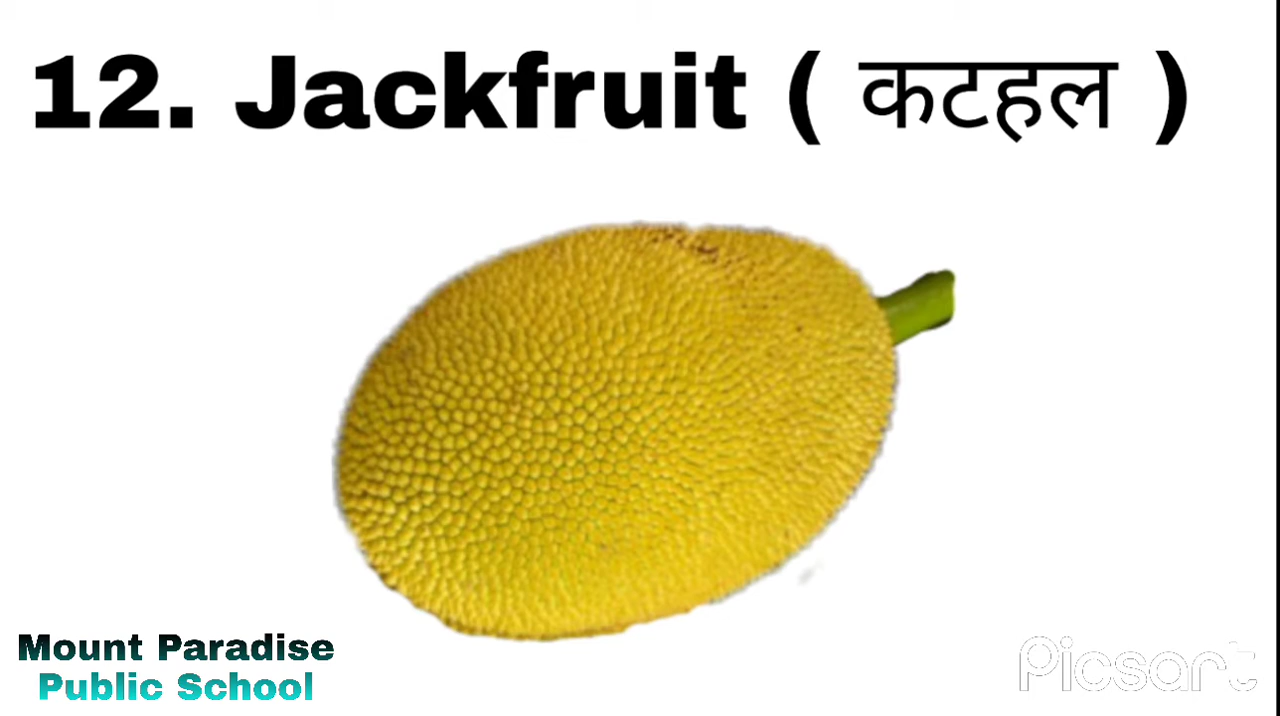 12. Jackfruit ( कटहल )
Mount Paradise
Public School
Picsart